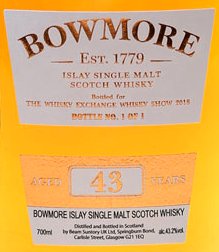 BOWMORE
EST. 1779
ISLAY SINGLE MALT
SCOTCH WHISKY
Bottled for
THE WHISKY EXCHANGE WHISKY SHOW 2018
BOTTLE NO. 1 OF 1
AGED 43 YEARS
BOWMORE ISLAY SINGLE MALT SCOTCH WHISKY
Distilled and Bottled in Scotland
700ml by Beam Suntory UK Ltd, Springburn Bond, alc.43.2%vol.
Carlisle Street, Glasgow G21 1EQ